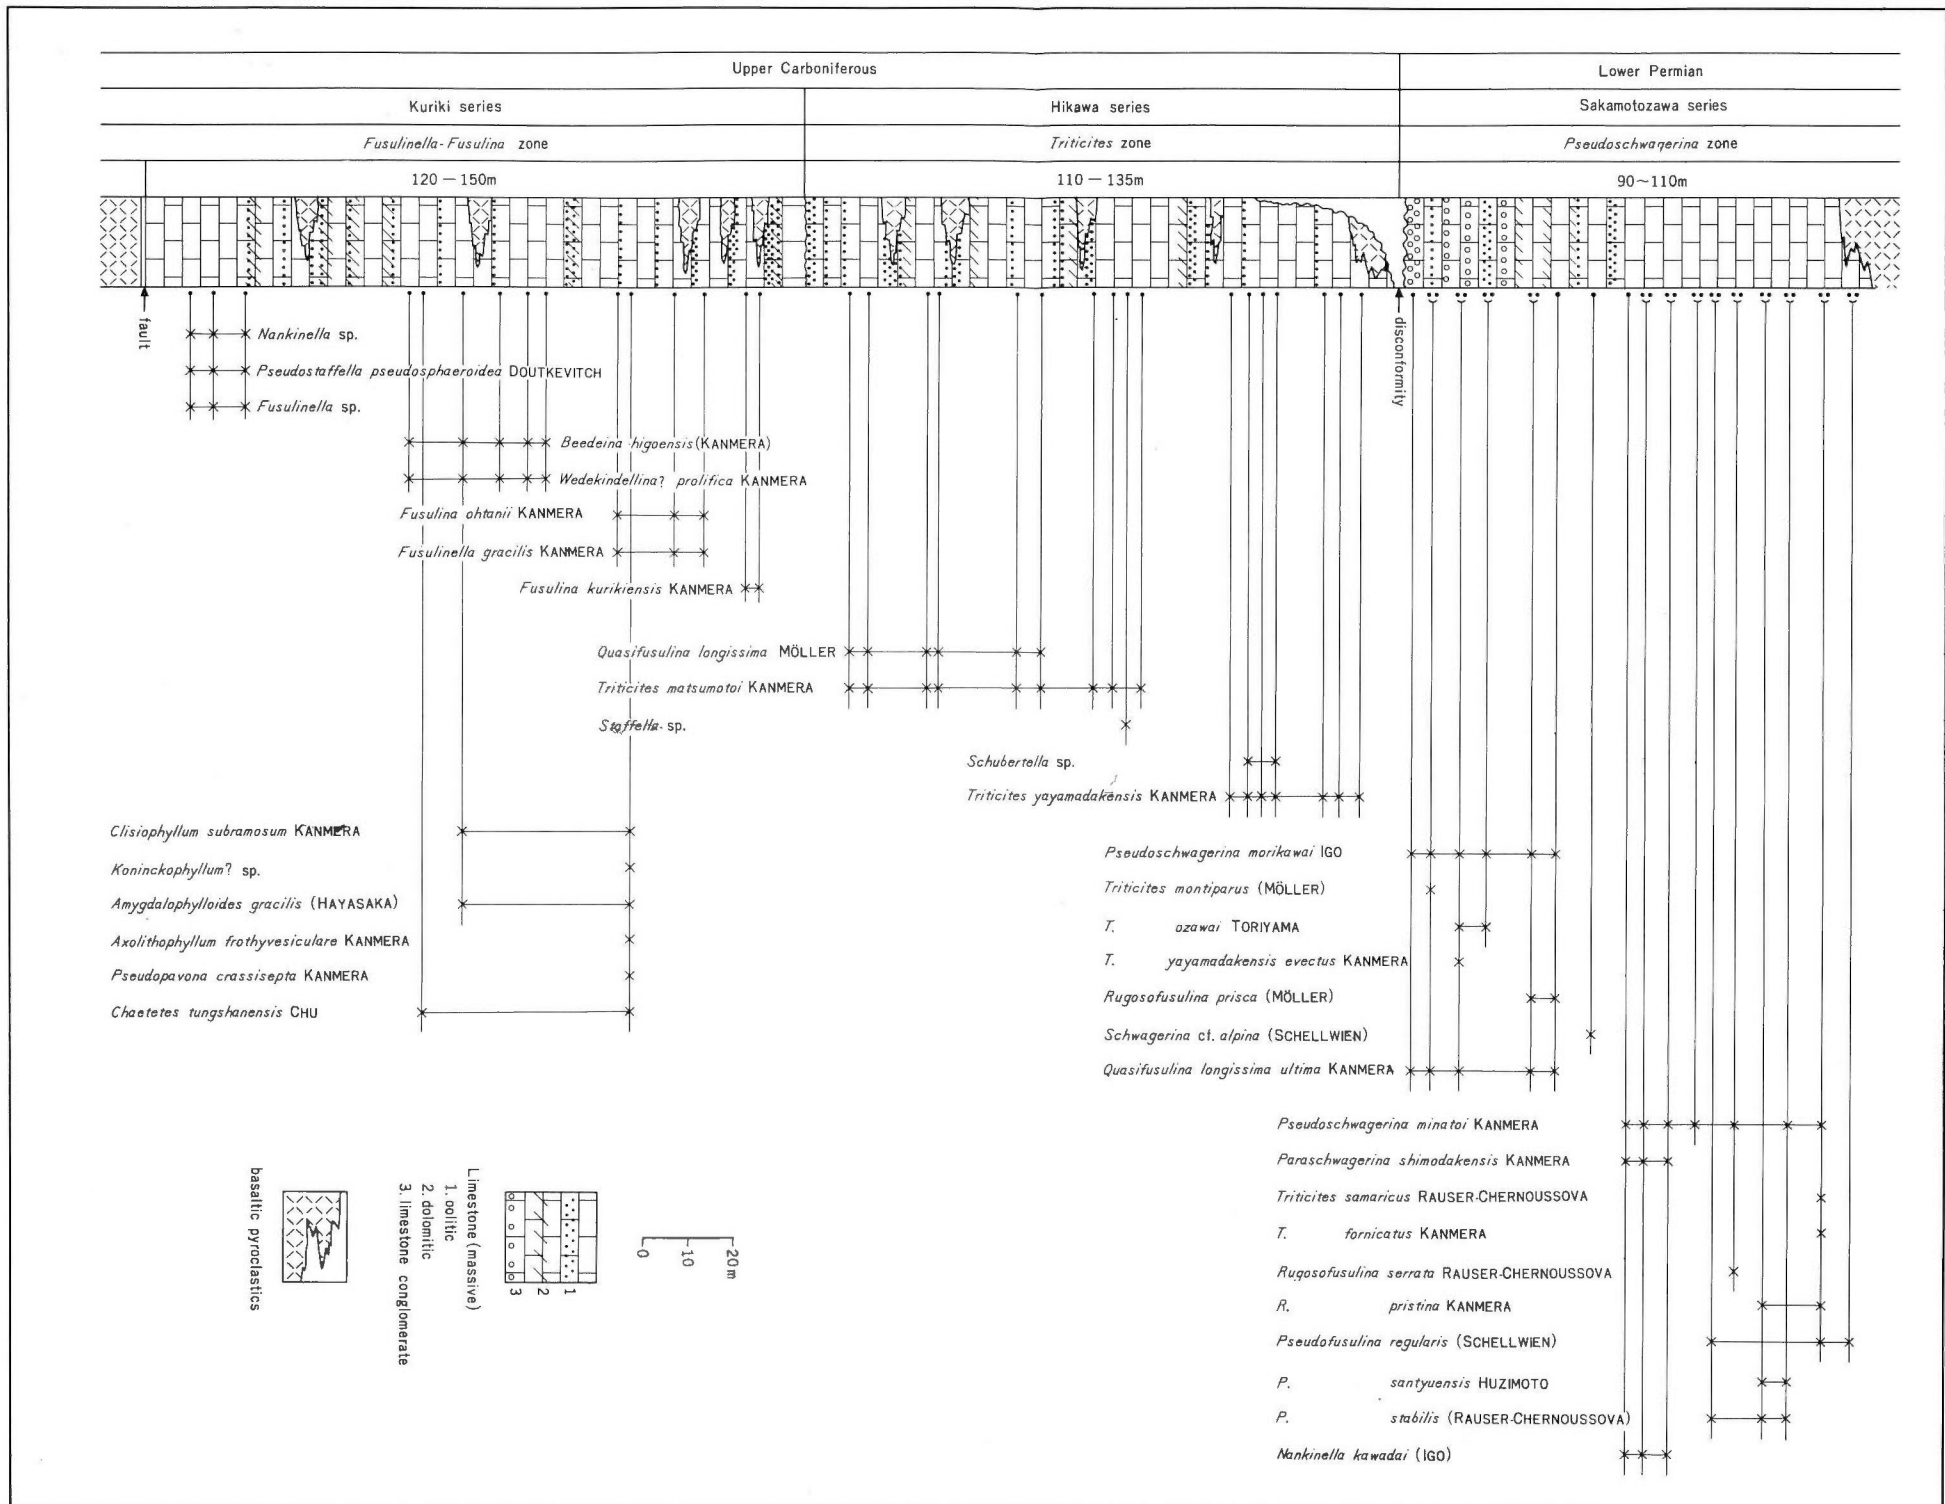 Upper Carboniferous
Lower Permian
Kuriki series
Hikawa series
Sakamotozawa series
Fusulinella-Fusulina zone
Triticites zone
Pseudoschwagerina zone
120—150m
110—135m
90~110m
fault
disconformity
Nankinella sp.
Pseudostaffella pseudosphaeroidea DOUTKEVITCH
Fusulinella sp.
Beedeina higoensis (KANMERA)
Wedekindellina? prolifica KANMERA
Fusulina ohtanii KANMERA
Fusulinella gracilis KANMERA
Fusulina kurikiensis KANMERA
Quasifusulina longissima MÖLLER
Triticites matsumotoi KANMERA
Staffella sp.
Schubertella sp.
Triticites yayamadakensis KANMERA
Clisiophyllum subramosum KANMERA
Koninckophyllum? sp.
Amygdalophylloides gracilis (HAYASAKA)
Axolithophyllum frothyvesiculare KANMERA
Pseudopavona crassisepta KANMERA
Chaetetes tungshanensis CHU
Pseudoschwagerina morikawai IGO
Triticites montiparus (MÖLLER)
T. ozawai TORIYAMA
T. yayamadakensis evectus KANMERA
Rugosofusulina prisca (MÖLLER)
Schwagerina cf. alpina (SCHELLWIEN)
Quasifusulina longissima ultima KANMERA
Pseudoschwagerina minatoi KANMERA
Paraschwagerina shimodakensis KANMERA
Triticites samaricus RAUSER-CHERNOUSSOVA
T. fornicatus KANMERA
Rugosofusulina serrata RAUSER-CHERNOUSSOVA
R. pristina KANMERA
Pseudofusulina regularis (SCHELLWIEN)
P. santyuensis HUZIMOTO
P. stabilis (RAUSER-CHERNOUSSOVA)
Nankinella kawadai (IGO)
basaltic pyroclastics
Limestone (massive)
1. oolitic
2. dolomitic
3. limestone conglomerate
1
2
3
0 10 20m